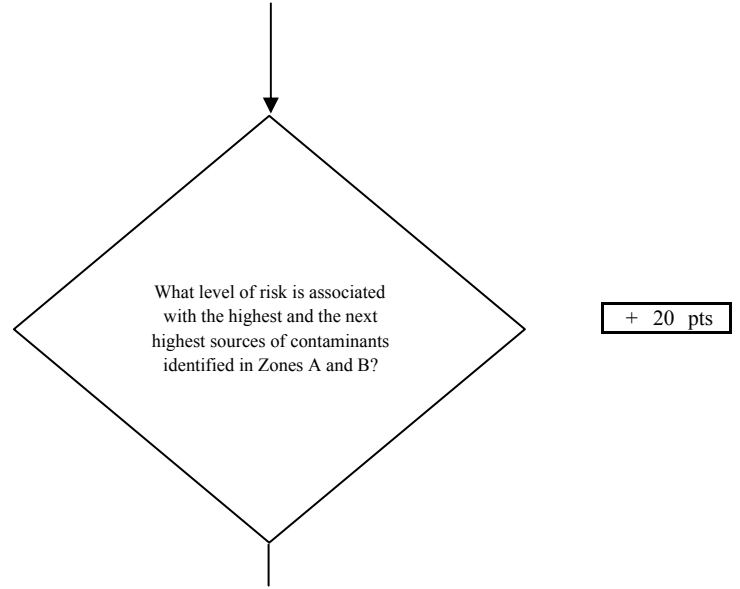 What level of risk is associated
with the highest and the next
highest sources of contaminants
identified in Zones A and B?
+ 20 pts